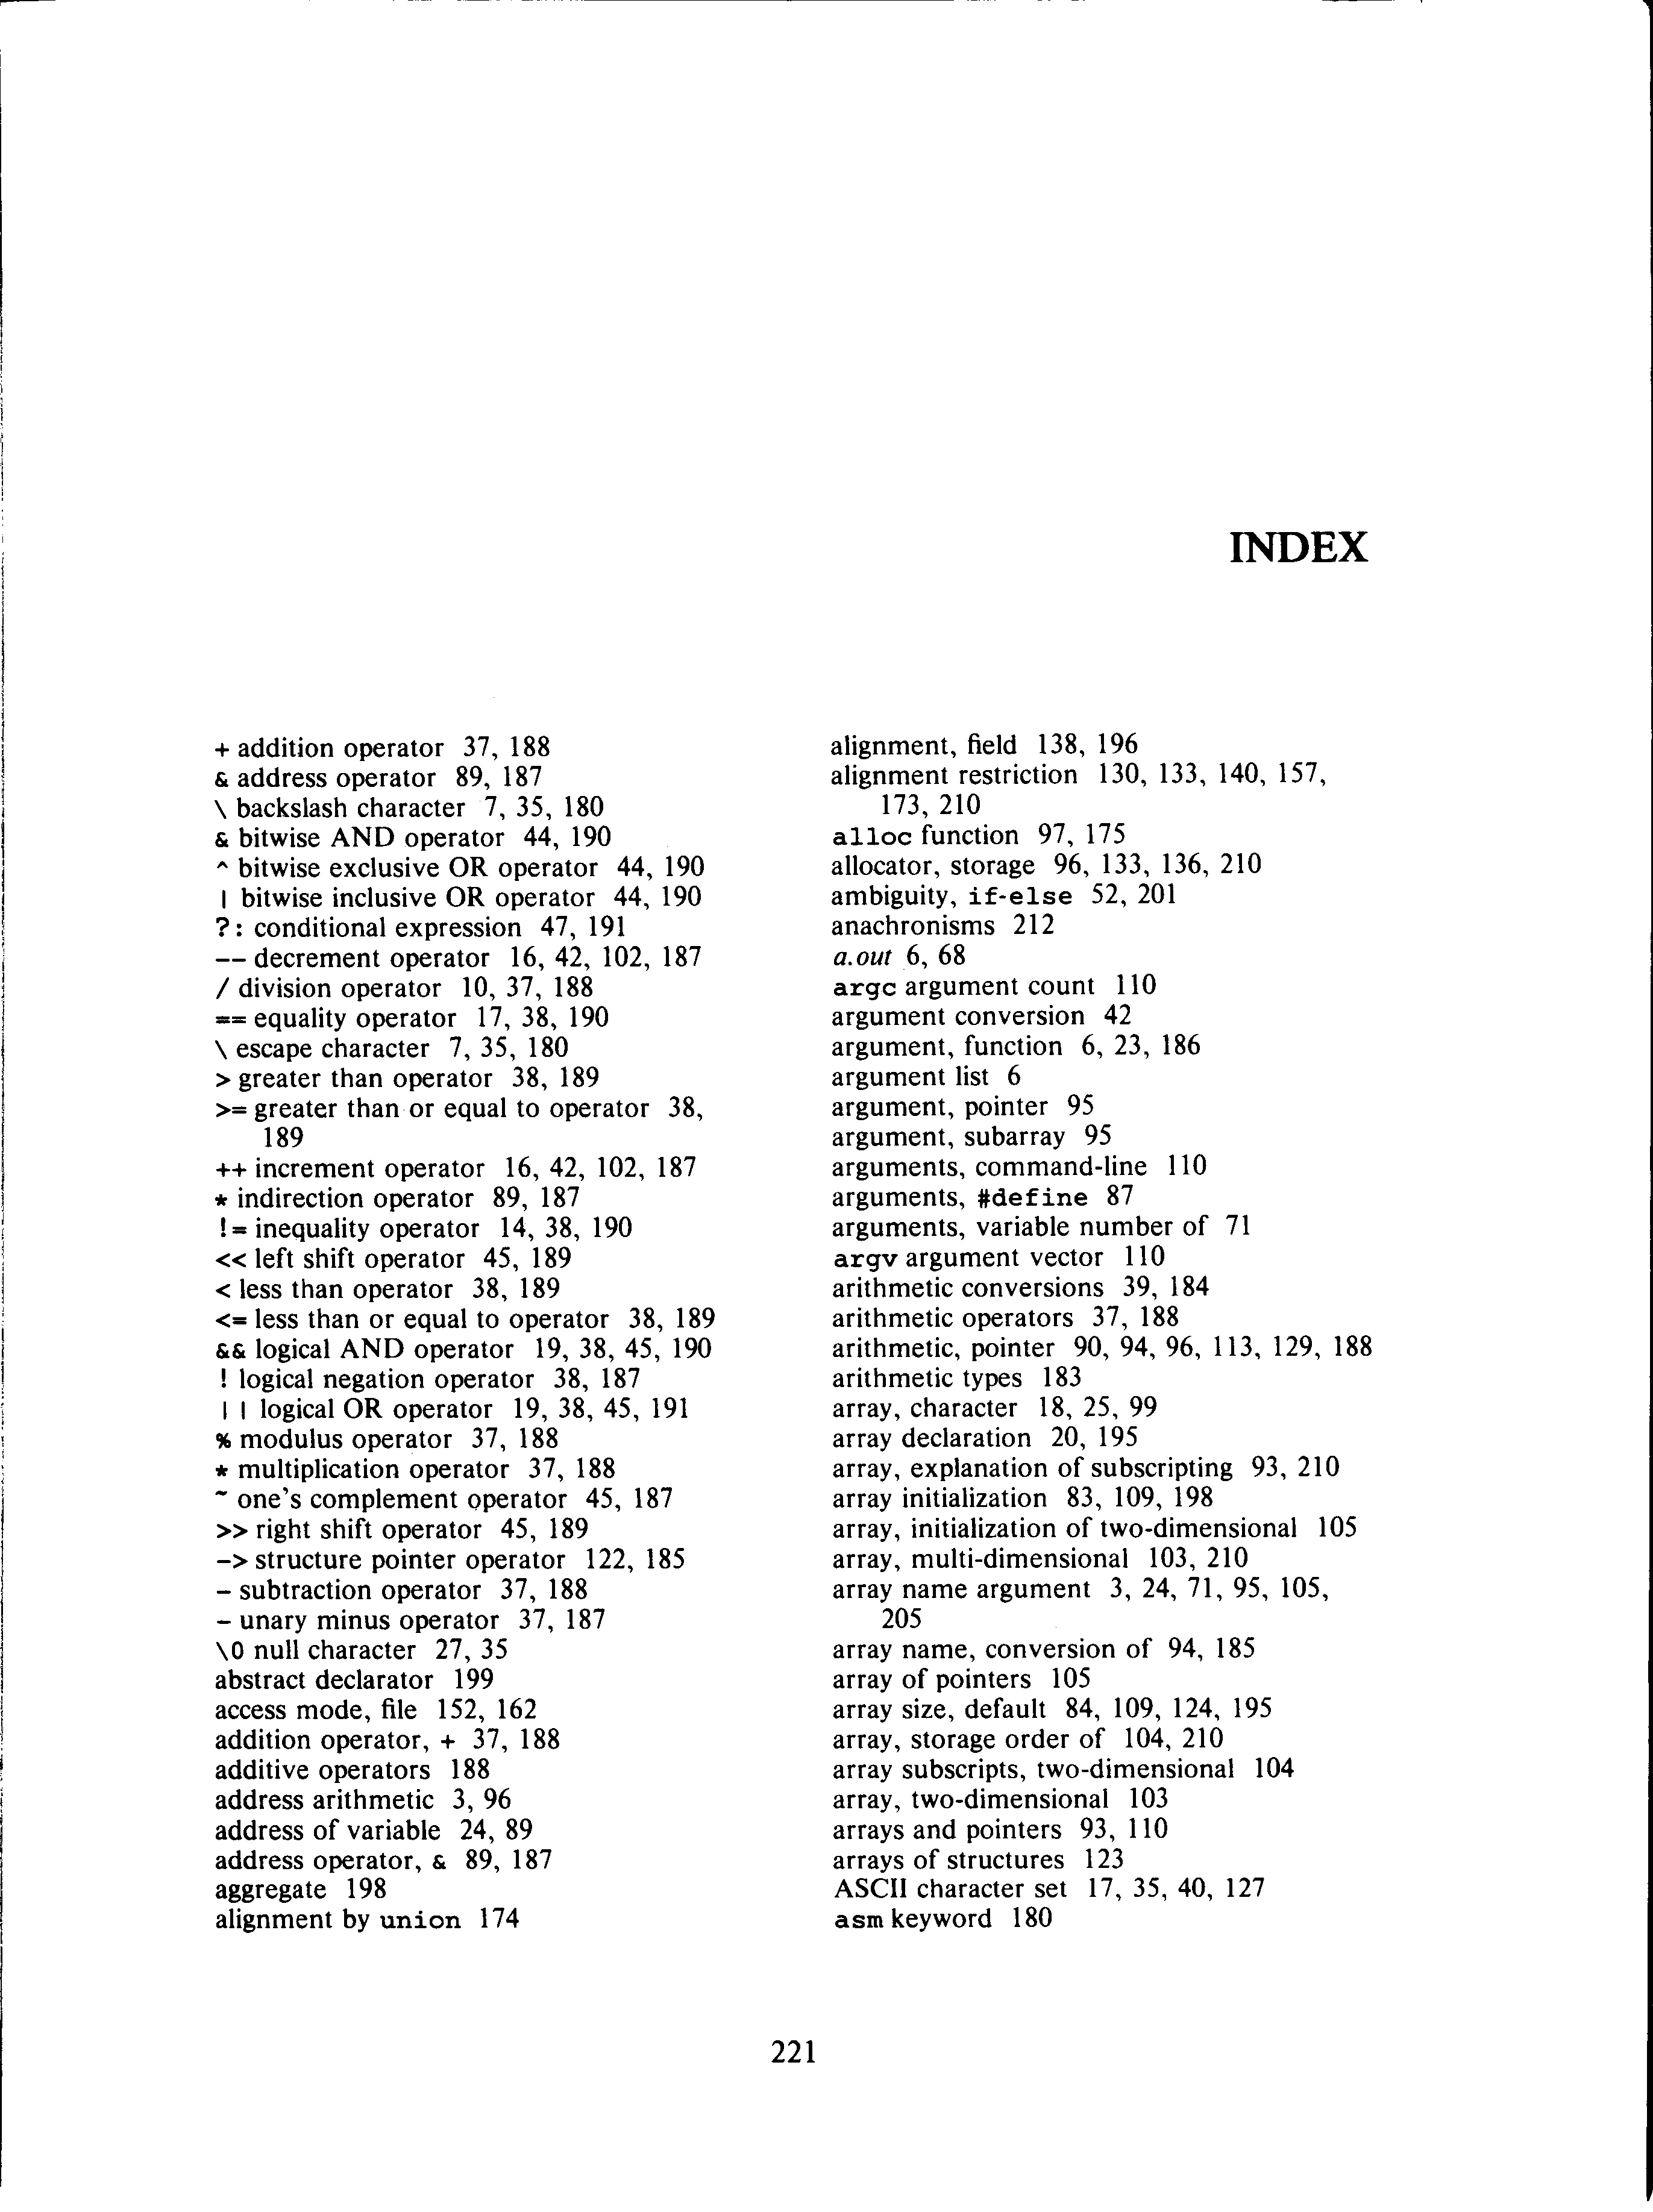 INDEX
+ addition operator 37, 188
& address operator 89, 187
\ backslash character 7, 35, 180
& bitwise AND operator 44, 190
^ bitwise exclusive OR operator 44, 190
| bitwise inclusive OR operator 44, 190
?: conditional expression 47, 191
-- decrement operator 16, 42, 102, 187
/ division operator 10, 37, 188
== equality operator 17, 38, 190
\ escape character 7, 35, 180
> greater than operator 38, 189
>= greater than or equal to operator 38,
189
++ increment operator 16, 42, 102, 187
* indirection operator 89, 187
!= inequality operator 14, 38, 190
<< left shift operator 45, 189
< less than operator 38, 189
<= less than or equal to operator 38, 189
&& logical AND operator 19, 38, 45, 190
! logical negation operator 38, 187
|| logical OR operator 19, 38, 45, 191
% modulus operator 37, 188
* multiplication operator 37, 188
~ one's complement operator 45, 187
>> right shift operator 45, 189
-> structure pointer operator 122, 185
- subtraction operator 37, 188
- unary minus operator 37, 187
\0 null character 27, 35
abstract declarator 199
access mode, file 152, 162
addition operator, + 37, 188
additive operators 188
address arithmetic 3, 96
address of variable 24, 89
address operator, & 89, 187
aggregate 198
alignment by union 174
alignment, field 138, 196
alignment restriction 130, 133, 140, 157,
173, 210
alloc function 97, 175
allocator, storage 96, 133, 136, 210
ambiguity, if-else 52, 201
anachronisms 212
a.out 6, 68
argc argument count 110
argument conversion 42
argument, function 6, 23, 186
argument list 6
argument, pointer 95
argument, subarray 95
arguments, command-line 110
arguments, #define 87
arguments, variable number of 71
argv argument vector 110
arithmetic conversions 39, 184
arithmetic operators 37, 188
arithmetic, pointer 90, 94, 96, 113, 129, 188
arithmetic types 183
array, character 18, 25, 99
array declaration 20, 195
array, explanation of subscripting 93, 210
array initialization 83, 109, 198
array, initialization of two-dimensional 105
array, multi-dimensional 103, 210
array name argument 3, 24, 71, 95, 105,
205
array name, conversion of 94, 185
array of pointers 105
array size, default 84, 109, 124, 195
array, storage order of 104, 210
array subscripts, two-dimensional 104
array, two-dimensional 103
arrays and pointers 93, 110
arrays of structures 123
ASCII character set 17, 35, 40, 127
asm keyword 180
221